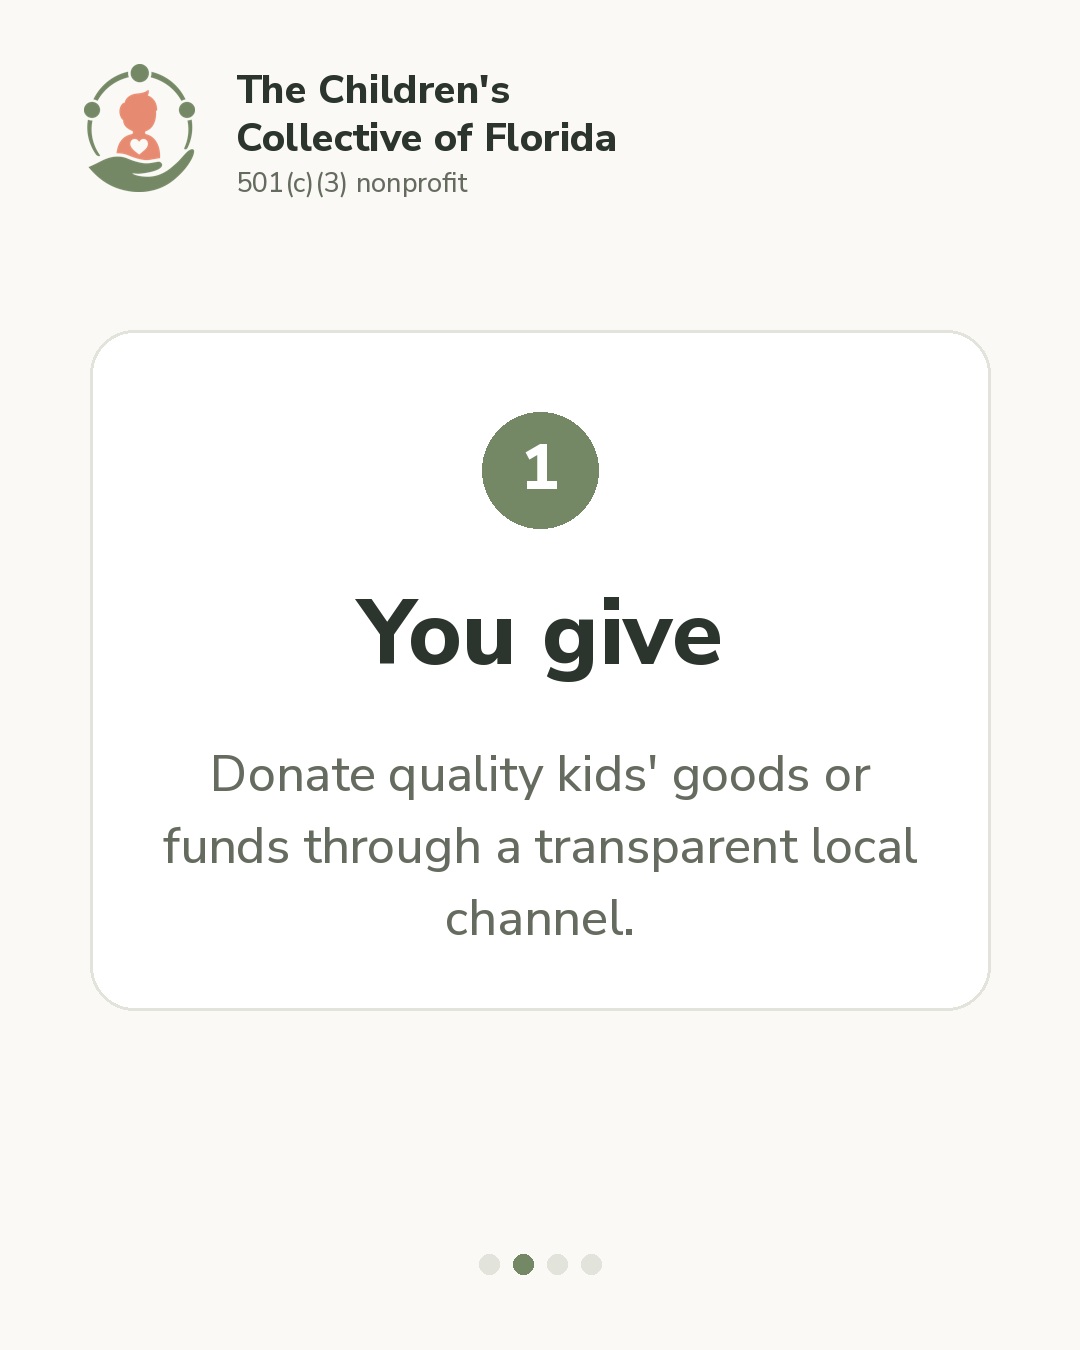 The Children's
Collective of Florida
501(c)(3) nonprofit
1
You give
Donate quality kids' goods or
funds through a transparent local
channel.